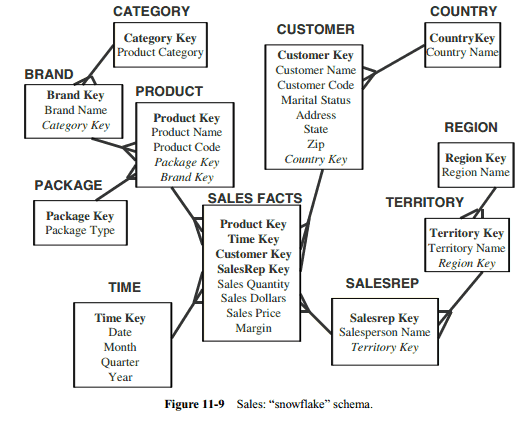 CATEGORY
Category Key
Product Category
BRAND
Brand Key
Brand Name
Category Key
PRODUCT
Product Key
Product Name
Product Code
Package Key
Brand Key
PACKAGE
Package Key
Package Type
CUSTOMER
Customer Key
Customer Name
Customer Code
Marital Status
Address
State
Zip
Country Key
COUNTRY
CountryKey
Country Name
REGION
Region Key
Region Name
TERRITORY
Territory Key
Territory Name
Region Key
SALES FACTS
Product Key
Time Key
Customer Key
SalesRep Key
Sales Quantity
Sales Dollars
Sales Price
Margin
TIME
Time Key
Date
Month
Quarter
Year
SALESREP
Salesrep Key
Salesperson Name
Territory Key
Figure 11-9 Sales: “snowflake” schema.